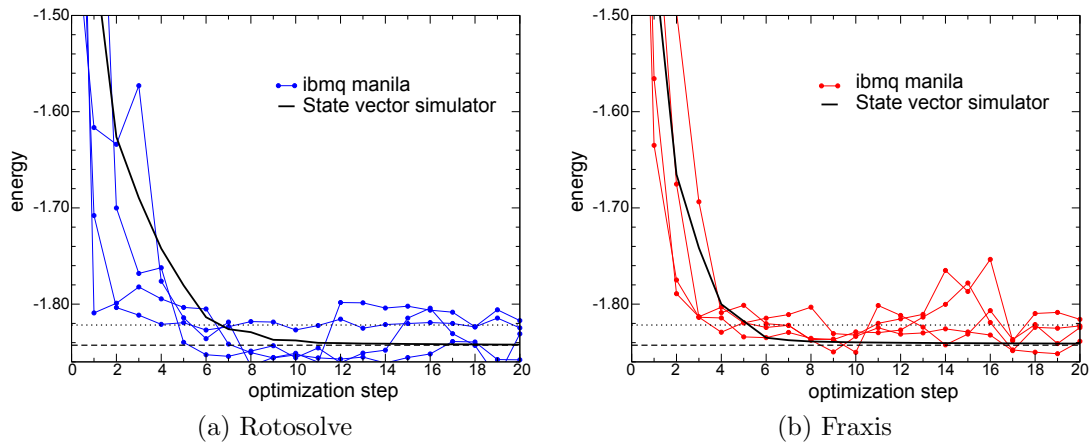 -1.50
-1.60
-1.70
-1.80
energy
ibmq manila
State vector simulator
0 2 4 6 8 10 12 14 16 18 20
optimization step
(a) Rotosolve
-1.50
-1.60
-1.70
-1.80
energy
ibmq manila
State vector simulator
0 2 4 6 8 10 12 14 16 18 20
optimization step
(b) Fraxis